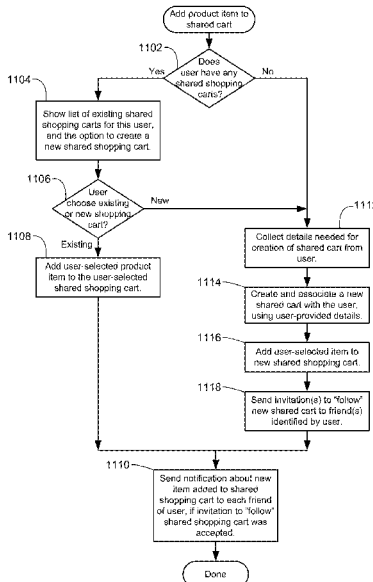 Add product item to
shared cart
1102
Does
user have any
shared shopping
carts?
Yes
No
1104
Show list of existing shared
shopping carts for this user,
and the option to create a
new shared shopping cart.
1106
User
choose existing
or new shopping
cart?
New
Existing
1108
Add user-selected product
item to the user-selected
shared shopping cart.
1112
Collect details needed for
creation of shared cart from
user.
1114
Create and associate a new
shared cart with the user,
using user-provided details.
1116
Add user-selected item to
new shared shopping cart.
1118
Send invitation(s) to "follow"
new shared cart to friend(s)
identified by user.
1110
Send notification about new
item added to shared
shopping cart to each friend
of user, if invitation to "follow"
shared shopping cart was
accepted.
Done